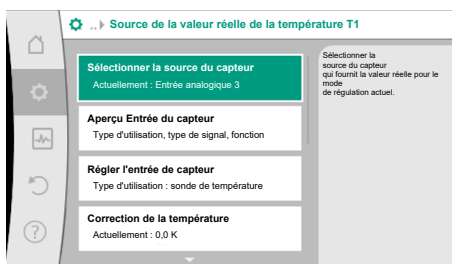 ..▸ Source de la valeur réelle de la température T1
Sélectionner la source du capteur
Actuellement : Entrée analogique 3
Aperçu Entrée du capteur
Type d'utilisation, type de signal, fonction
Régler l'entrée de capteur
Type d'utilisation : sonde de température
Correction de la température
Actuellement : 0,0 K
Sélectionner la
source du capteur
qui fournit la valeur réelle pour le
mode
de régulation actuel.